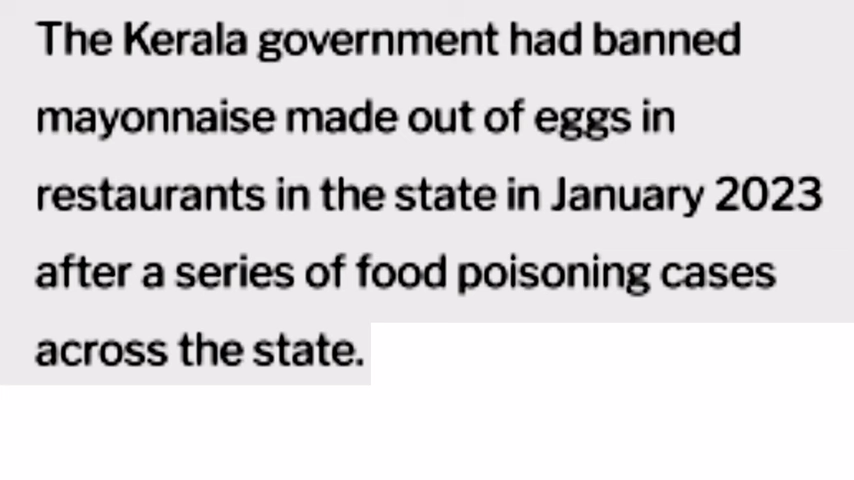 The Kerala government had banned
mayonnaise made out of eggs in
restaurants in the state in January 2023
after a series of food poisoning cases
across the state.